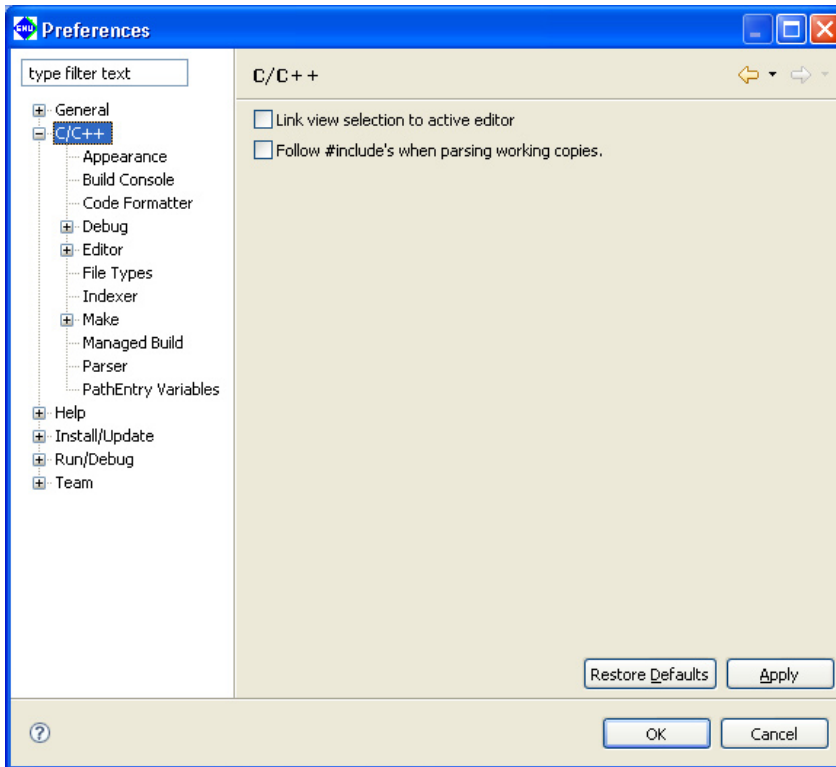 GNU Preferences
type filter text
C/C++
General
C/C++
Appearance
Build Console
Code Formatter
Debug
Editor
File Types
Indexer
Make
Managed Build
Parser
PathEntry Variables
Help
Install/Update
Run/Debug
Team
Link view selection to active editor
Follow #include's when parsing working copies.
Restore Defaults Apply
? OK Cancel